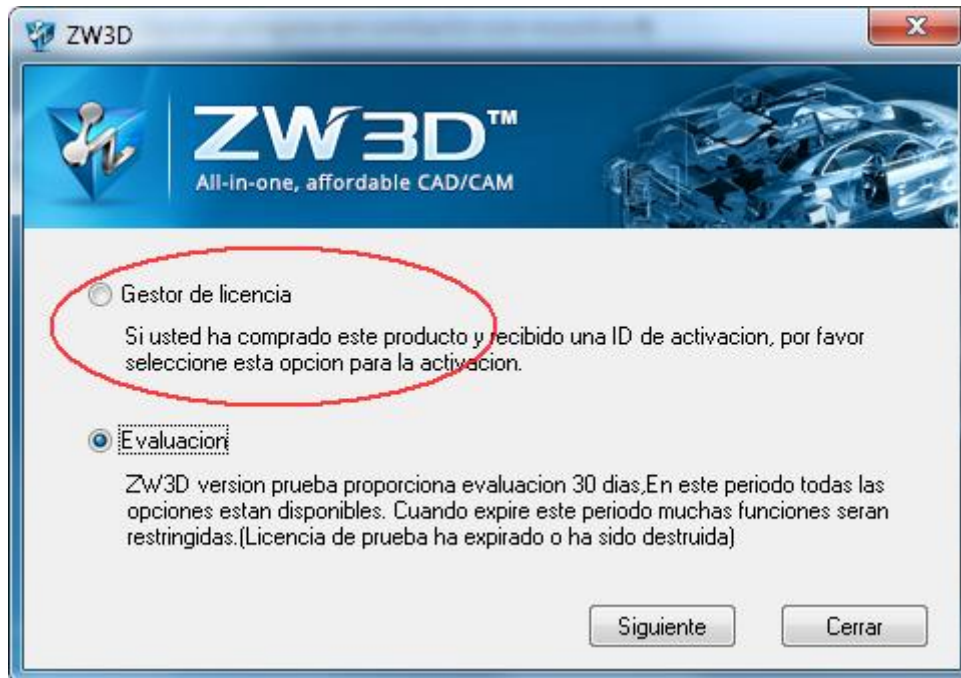 ZW3D
ZW3D™
All-in-one, affordable CAD/CAM
Gestor de licencia
Si usted ha comprado este producto y recibido una ID de activacion, por favor
seleccione esta opcion para la activacion.
Evaluacion
ZW3D version prueba proporciona evaluacion 30 dias,En este periodo todas las
opciones estan disponibles. Cuando expire este periodo muchas funciones seran
restringidas.(Licencia de prueba ha expirado o ha sido destruida)
Siguiente
Cerrar